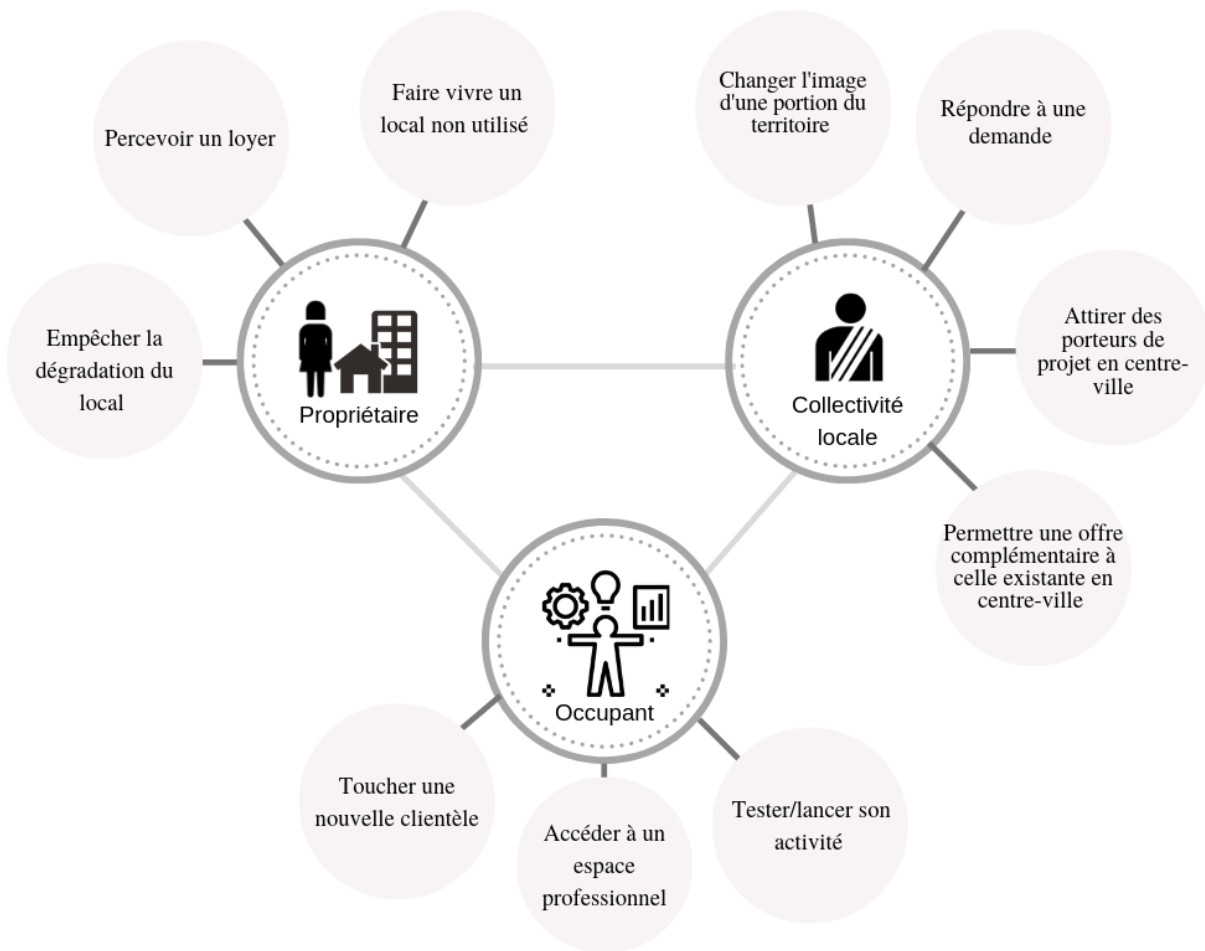 Percevoir un loyer
Faire vivre un
local non utilisé
Empêcher la
dégradation du
local
Propriétaire
Changer l'image
d'une portion du
territoire
Répondre à une
demande
Attirer des
porteurs de
projet en centre-
ville
Permettre une offre
complémentaire à
celle existante en
centre-ville
Collectivité
locale
Occupant
Toucher une
nouvelle clientèle
Accéder à un
espace
professionnel
Tester/lancer son
activité